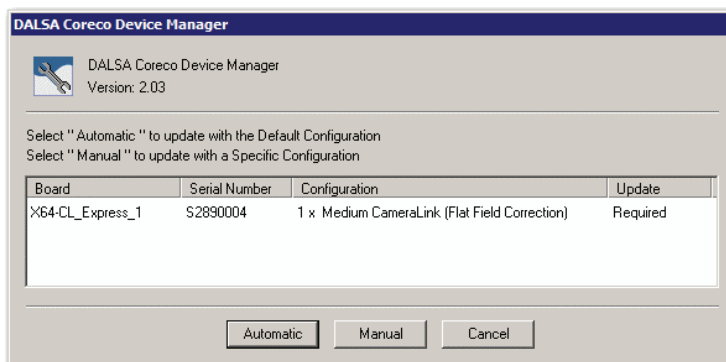 DALSA Coreco Device Manager
DALSA Coreco Device Manager
Version: 2.03
Select "Automatic" to update with the Default Configuration
Select "Manual" to update with a Specific Configuration
Board Serial Number Configuration Update
X64-CL_Express_1 S2890004 1 x Medium CameraLink (Flat Field Correction) Required
Automatic Manual Cancel